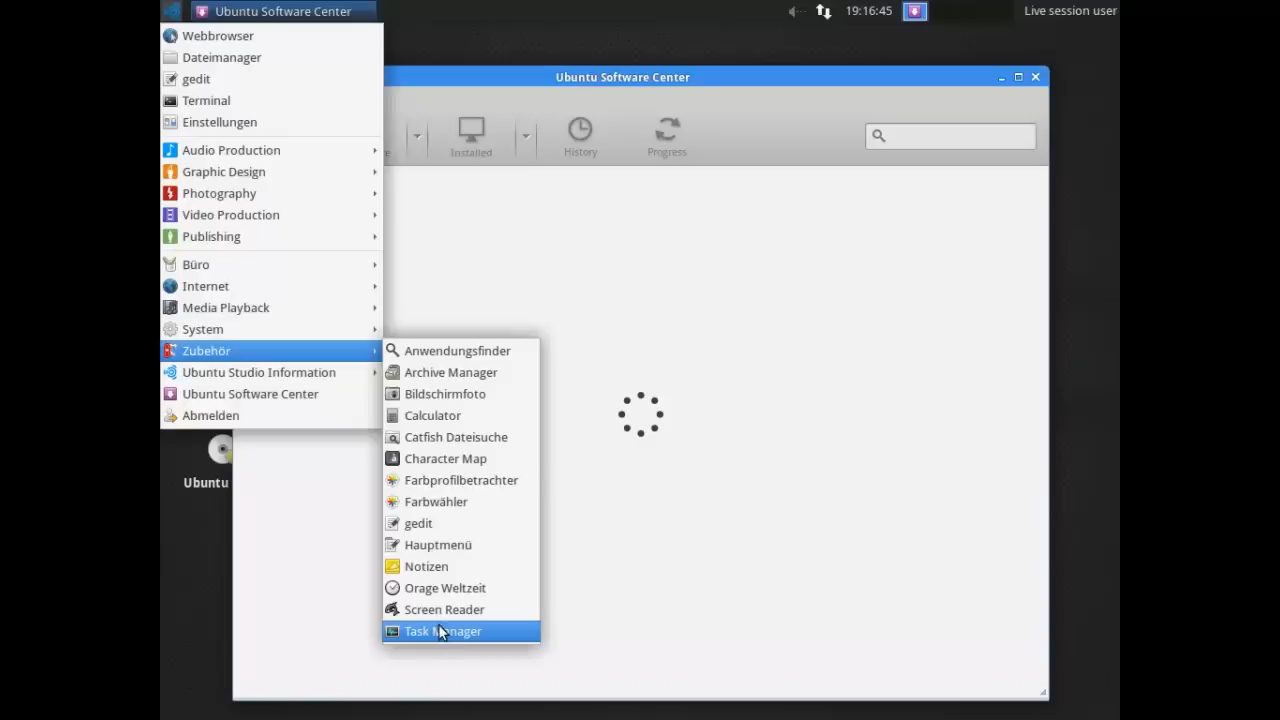 Ubuntu Software Center
19:16:45
Live session user
Webbrowser
Dateimanager
gedit
Terminal
Einstellungen
Audio Production
Graphic Design
Photography
Video Production
Publishing
Büro
Internet
Media Playback
System
Zubehör
Ubuntu Studio Information
Ubuntu Software Center
Abmelden
Ubuntu Software Center
Installed
History
Progress
Anwendungsfinder
Archive Manager
Bildschirmfoto
Calculator
Catfish Dateisuche
Character Map
Farbprofilbetrachter
Farbwähler
gedit
Hauptmenü
Notizen
Orage Weltzeit
Screen Reader
Task Manager
Ubuntu